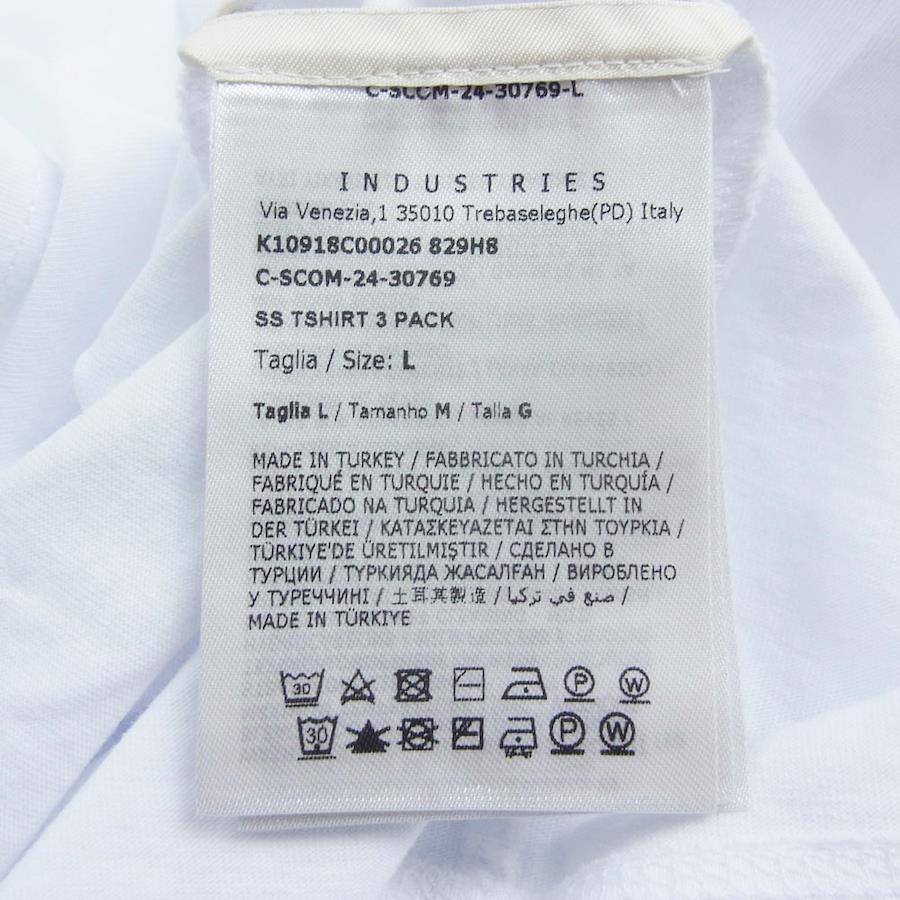 C-SCOM-24-30769-L
INDUSTRIES
Via Venezia,1 35010 Trebaseleghe(PD) Italy
K10918C00026 829H8
C-SCOM-24-30769
SS TSHIRT 3 PACK
Taglia / Size: L
Taglia L / Tamanho M / Talla G
MADE IN TURKEY / FABBRICATO IN TURCHIA /
FABRIQUÉ EN TURQUIE / HECHO EN TURQUÍA /
FABRICADO NA TURQUIA / HERGESTELLT IN
DER TÜRKEI / ΚΑΤΑΣΚΕΥΑΖΕΤΑΙ ΣΤΗΝ ΤΟΥΡΚΙΑ /
TÜRKIYE'DE ÜRETILMIŞTIR / СДЕЛАНО В
ТУРЦИИ / ТҮРКИЯДА ЖАСАЛҒАН / ВИРОБЛЕНО
У ТУРЕЧЧИНІ / 土耳其製造 / صنع في تركيا /
MADE IN TÜRKIYE
30 P W
30 P W